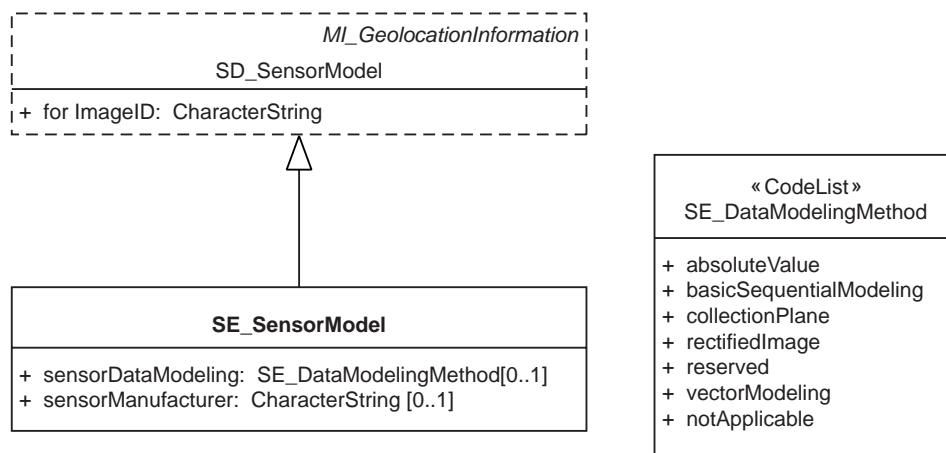 MI_GeolocationInformation
SD_SensorModel
+ for ImageID: CharacterString
SE_SensorModel
+ sensorDataModeling: SE_DataModelingMethod[0..1]
+ sensorManufacturer: CharacterString [0..1]
«CodeList»
SE_DataModelingMethod
+ absoluteValue
+ basicSequentialModeling
+ collectionPlane
+ rectifiedImage
+ reserved
+ vectorModeling
+ notApplicable